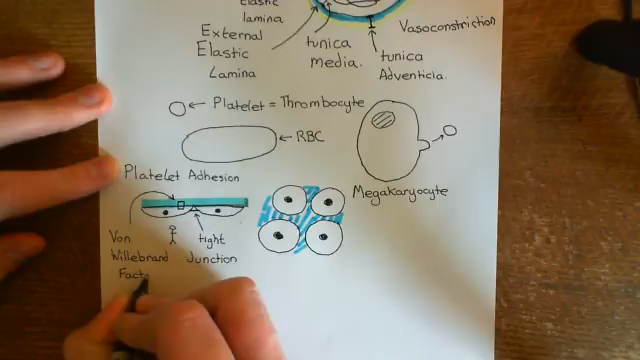 Elastic
lamina
External
Elastic
Lamina
tunica
media.
tunica
Adventicia.
Vasoconstriction
Platelet = Thrombocyte
RBC
Megakaryocyte
Platelet Adhesion
Von
Willebrand
Facto
tight
Junction